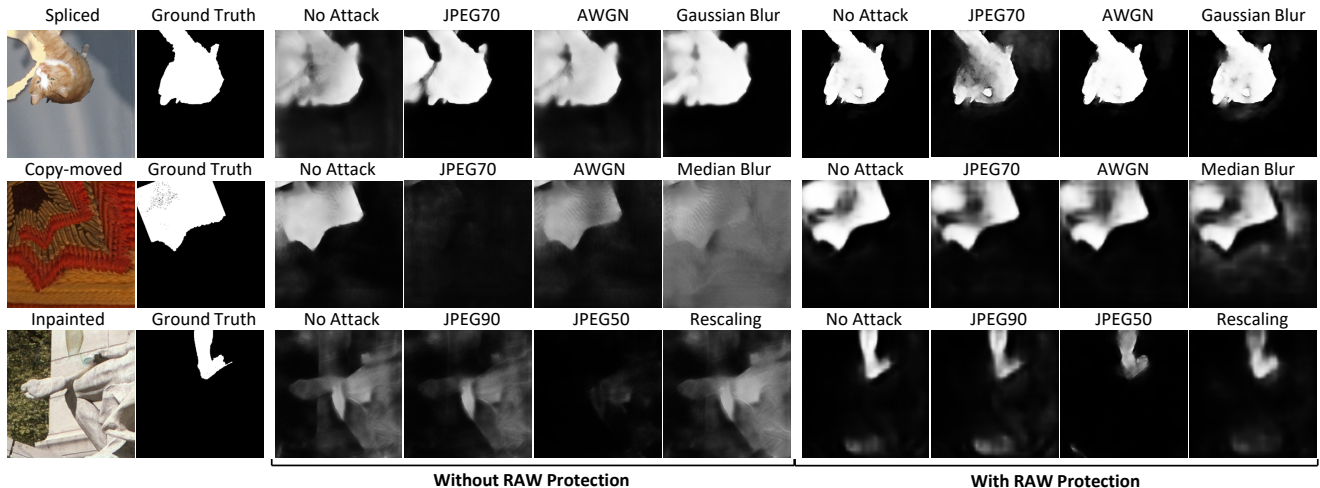 Spliced Ground Truth No Attack JPEG70 AWGN Gaussian Blur No Attack JPEG70 AWGN Gaussian Blur
Copy-moved Ground Truth No Attack JPEG70 AWGN Median Blur No Attack JPEG70 AWGN Median Blur
Inpainted Ground Truth No Attack JPEG90 JPEG50 Rescaling No Attack JPEG90 JPEG50 Rescaling
Without RAW Protection With RAW Protection